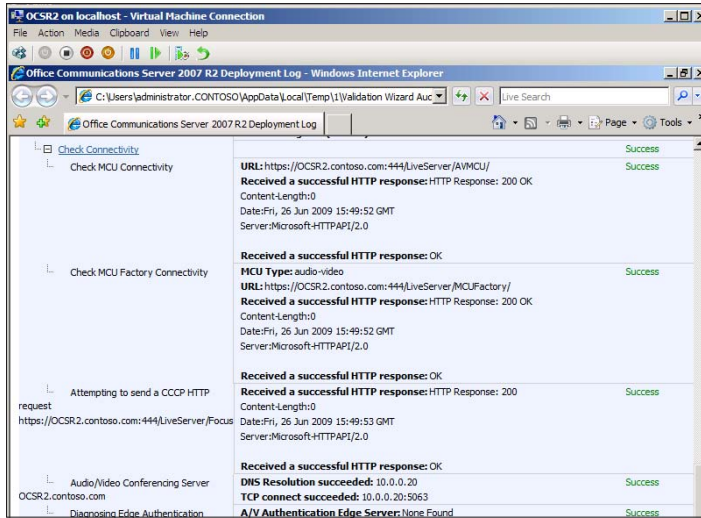 OCSR2 on localhost - Virtual Machine Connection
File Action Media Clipboard View Help
Office Communications Server 2007 R2 Deployment Log - Windows Internet Explorer
C:\Users\administrator.CONTOSO\AppData\Local\Temp\1\Validation Wizard Auc
Live Search
Office Communications Server 2007 R2 Deployment Log
Page Tools
Check Connectivity Success
Check MCU Connectivity URL: https://OCSR2.contoso.com:444/LiveServer/AVMCU/ Success
Received a successful HTTP response: HTTP Response: 200 OK
Content-Length:0
Date:Fri, 26 Jun 2009 15:49:52 GMT
Server:Microsoft-HTTPAPI/2.0
Received a successful HTTP response: OK
Check MCU Factory Connectivity MCU Type: audio-video Success
URL: https://OCSR2.contoso.com:444/LiveServer/MCUFactory/
Received a successful HTTP response: HTTP Response: 200 OK
Content-Length:0
Date:Fri, 26 Jun 2009 15:49:52 GMT
Server:Microsoft-HTTPAPI/2.0
Received a successful HTTP response: OK
Attempting to send a CCCP HTTP Received a successful HTTP response: HTTP Response: 200 Success
request Content-Length:0
https://OCSR2.contoso.com:444/LiveServer/Focus Date:Fri, 26 Jun 2009 15:49:53 GMT
Server:Microsoft-HTTPAPI/2.0
Received a successful HTTP response: OK
Audio/Video Conferencing Server DNS Resolution succeeded: 10.0.0.20 Success
OCSR2.contoso.com TCP connect succeeded: 10.0.0.20:5063
Diagnosing Edge Authentication A/V Authentication Edge Server: None Found Success